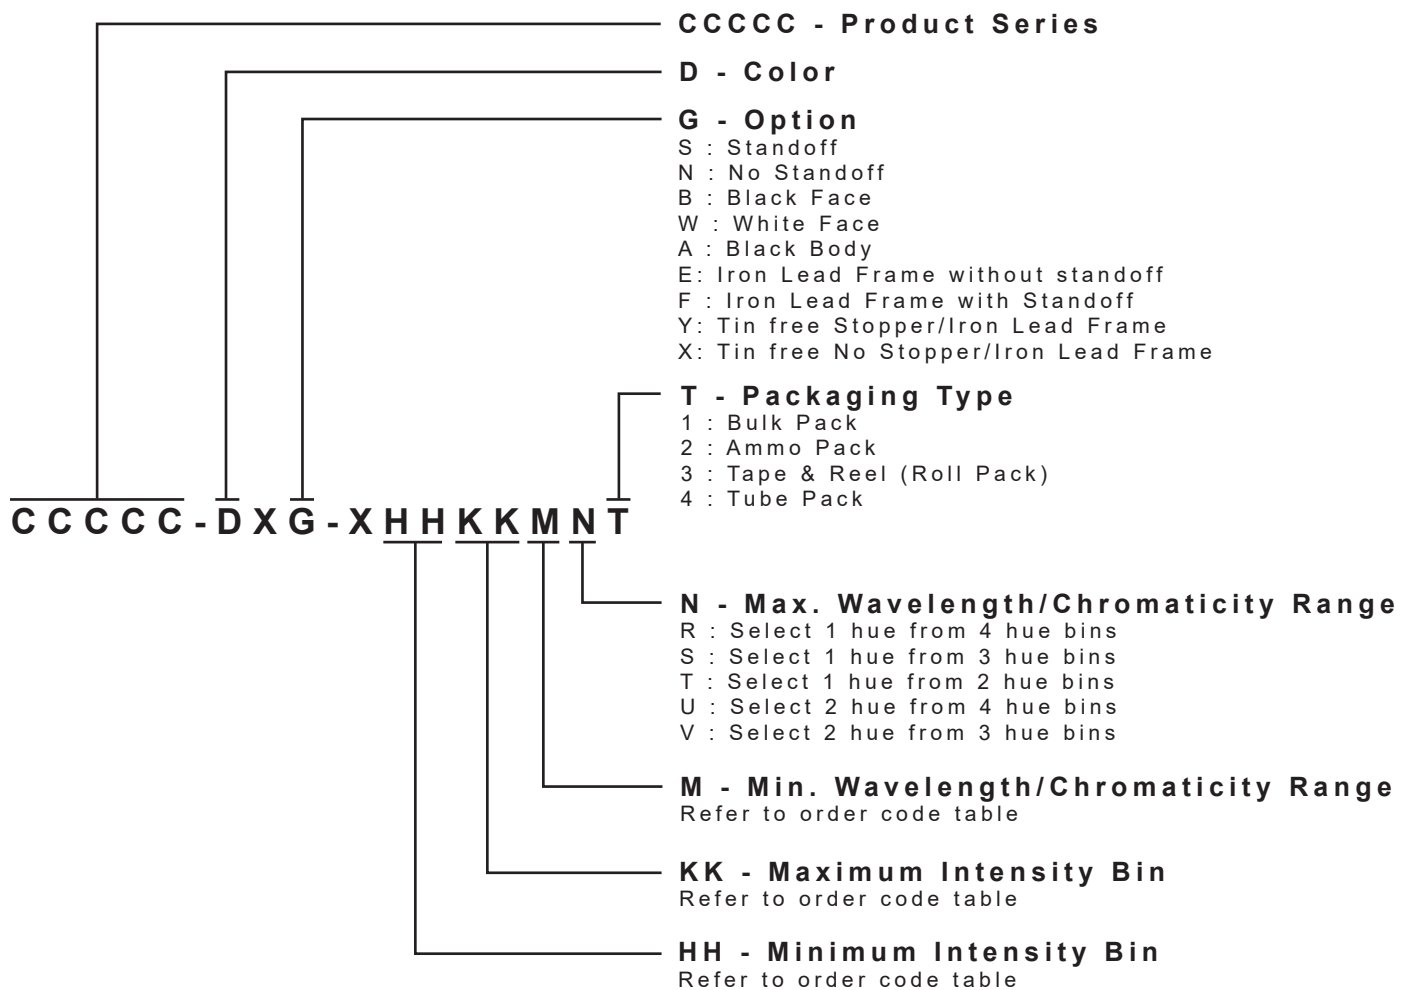 CCCCC - Product Series
D - Color
G - Option
S : Standoff
N : No Standoff
B : Black Face
W : White Face
A : Black Body
E: Iron Lead Frame without standoff
F : Iron Lead Frame with Standoff
Y: Tin free Stopper/Iron Lead Frame
X: Tin free No Stopper/Iron Lead Frame
T - Packaging Type
1 : Bulk Pack
2 : Ammo Pack
3 : Tape & Reel (Roll Pack)
4 : Tube Pack
CCCCC-DXG-XHHKKMNT
N - Max. Wavelength/Chromaticity Range
R : Select 1 hue from 4 hue bins
S : Select 1 hue from 3 hue bins
T : Select 1 hue from 2 hue bins
U : Select 2 hue from 4 hue bins
V : Select 2 hue from 3 hue bins
M - Min. Wavelength/Chromaticity Range
Refer to order code table
KK - Maximum Intensity Bin
Refer to order code table
HH - Minimum Intensity Bin
Refer to order code table